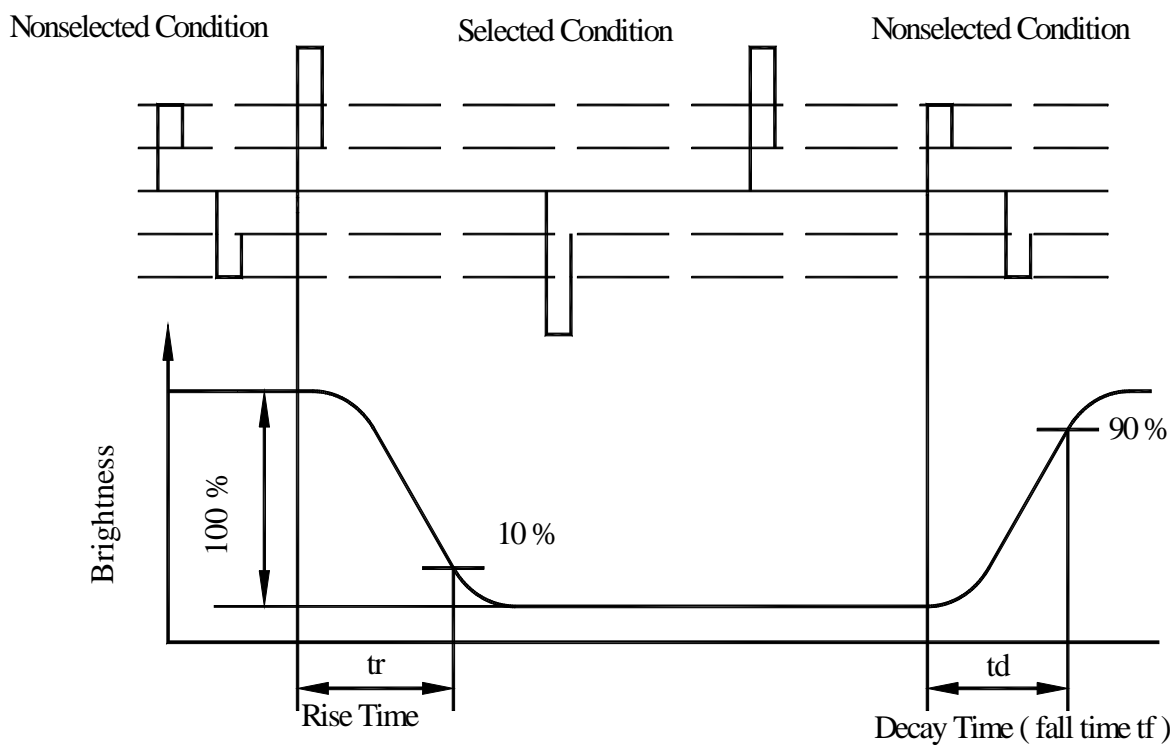 Nonselected Condition
Selected Condition
Nonselected Condition
Brightness
100 %
10 %
90 %
tr
Rise Time
td
Decay Time ( fall time tf )